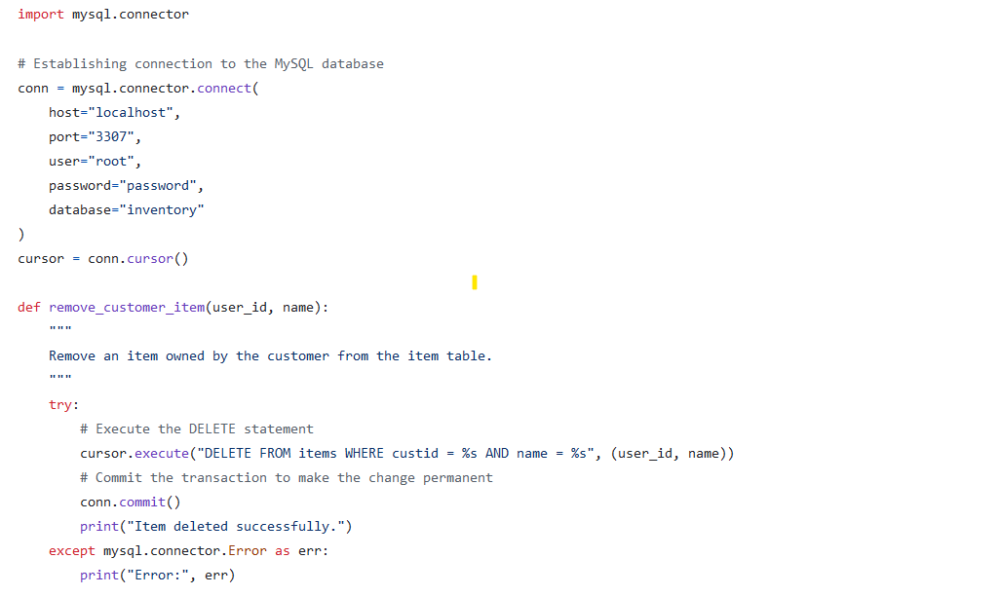 import mysql.connector
# Establishing connection to the MySQL database
conn = mysql.connector.connect(
    host="localhost",
    port="3307",
    user="root",
    password="password",
    database="inventory"
)
cursor = conn.cursor()
def remove_customer_item(user_id, name):
    """
    Remove an item owned by the customer from the item table.
    """
    try:
        # Execute the DELETE statement
        cursor.execute("DELETE FROM items WHERE custid = %s AND name = %s", (user_id, name))
        # Commit the transaction to make the change permanent
        conn.commit()
        print("Item deleted successfully.")
    except mysql.connector.Error as err:
        print("Error:", err)